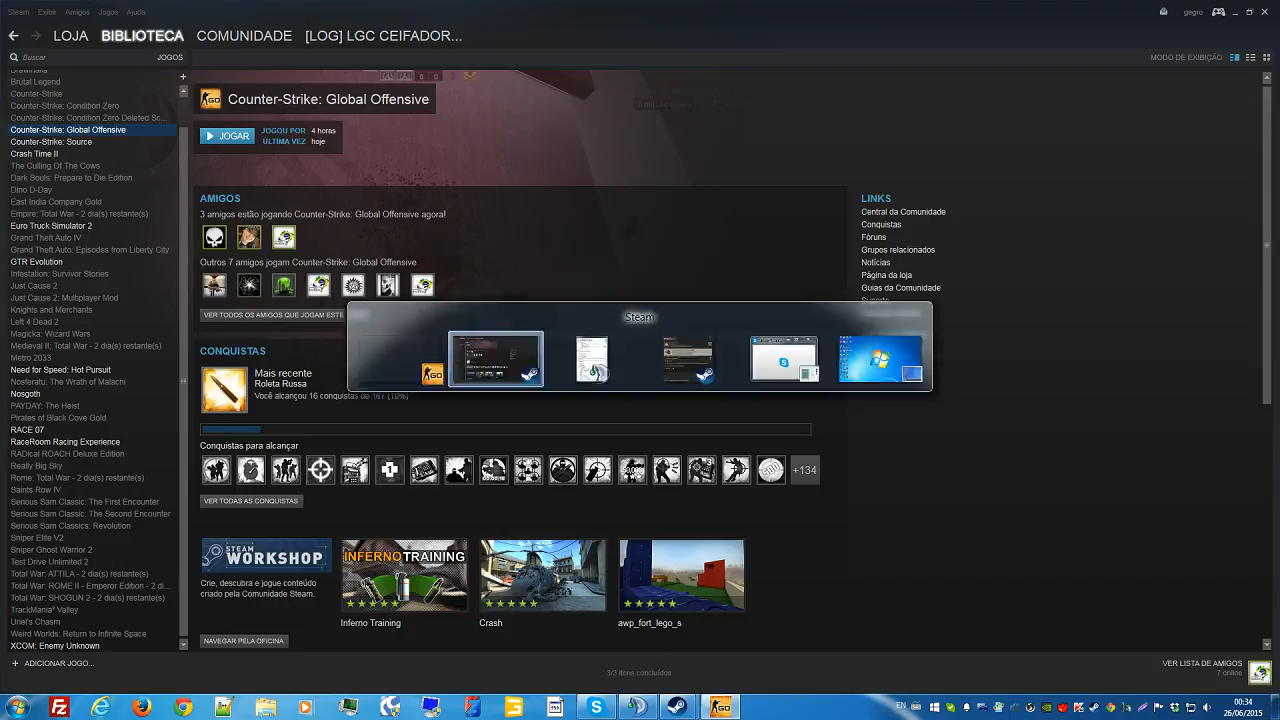 Steam Exibir Amigos Jogos Ajuda
gegro
LOJA BIBLIOTECA COMUNIDADE [LOG] LGC CEIFADOR...
Buscar JOGOS
MODO DE EXIBIÇÃO
Brawlhalla
Brütal Legend
Counter-Strike
Counter-Strike: Condition Zero
Counter-Strike: Condition Zero Deleted Sc...
Counter-Strike: Global Offensive
Counter-Strike: Source
Crash Time II
The Culling Of The Cows
Dark Souls: Prepare to Die Edition
Dino D-Day
East India Company Gold
Empire: Total War - 2 dia(s) restante(s)
Euro Truck Simulator 2
Grand Theft Auto IV
Grand Theft Auto: Episodes from Liberty City
GTR Evolution
Infestation: Survivor Stories
Just Cause 2
Just Cause 2: Multiplayer Mod
Knights and Merchants
Left 4 Dead 2
Magicka: Wizard Wars
Medieval II: Total War - 2 dia(s) restante(s)
Metro 2033
Need for Speed: Hot Pursuit
Nosferatu: The Wrath of Malachi
Nosgoth
PAYDAY: The Heist
Pirates of Black Cove Gold
RACE 07
RaceRoom Racing Experience
RADical ROACH Deluxe Edition
Really Big Sky
Rome: Total War - 2 dia(s) restante(s)
Saints Row IV
Serious Sam Classic: The First Encounter
Serious Sam Classic: The Second Encounter
Serious Sam Classics: Revolution
Sniper Elite V2
Sniper Ghost Warrior 2
Test Drive Unlimited 2
Total War: ATTILA - 2 dia(s) restante(s)
Total War: ROME II - Emperor Edition - 2 di...
Total War: SHOGUN 2 - 2 dia(s) restante(s)
TrackMania² Valley
Uriel's Chasm
Weird Worlds: Return to Infinite Space
XCOM: Enemy Unknown
+ ADICIONAR JOGO...
Counter-Strike: Global Offensive
JOGAR
JOGOU POR 4 horas
ÚLTIMA VEZ hoje
AMIGOS
3 amigos estão jogando Counter-Strike: Global Offensive agora!
Outros 7 amigos jogam Counter-Strike: Global Offensive
VER TODOS OS AMIGOS QUE JOGAM ESTE
LINKS
Central da Comunidade
Conquistas
Fóruns
Grupos relacionados
Notícias
Página da loja
Guias da Comunidade
Suporte
Steam
CONQUISTAS
Mais recente
Roleta Russa
Você alcançou 16 conquistas de 167 (10%)
Conquistas para alcançar
+134
VER TODAS AS CONQUISTAS
STEAM WORKSHOP
Crie, descubra e jogue conteúdo
criado pela Comunidade Steam.
NAVEGAR PELA OFICINA
INFERNOTRAINING
Inferno Training
Crash
awp_fort_lego_s
3/3 itens concluídos
VER LISTA DE AMIGOS
7 online
EN
00:34
26/06/2015